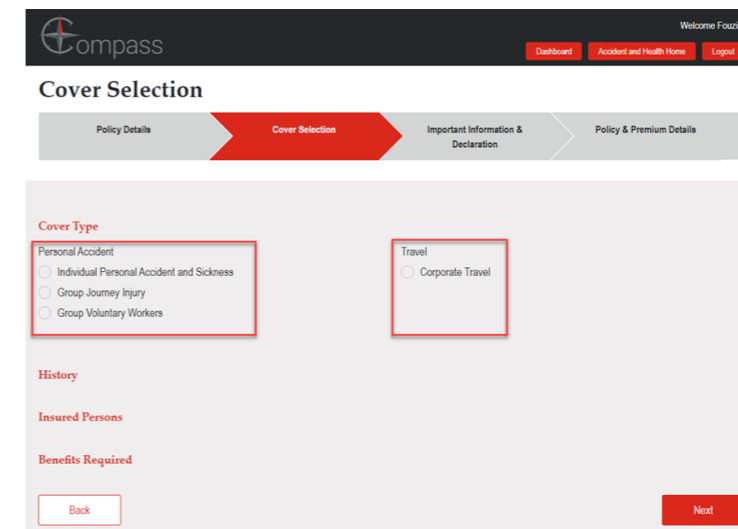 Compass
Welcome Fouzi
Dashboard
Accident and Health Home
Logout
Cover Selection
Policy Details
Cover Selection
Important Information &
Declaration
Policy & Premium Details
Cover Type
Personal Accident
Individual Personal Accident and Sickness
Group Journey Injury
Group Voluntary Workers
Travel
Corporate Travel
History
Insured Persons
Benefits Required
Back
Next